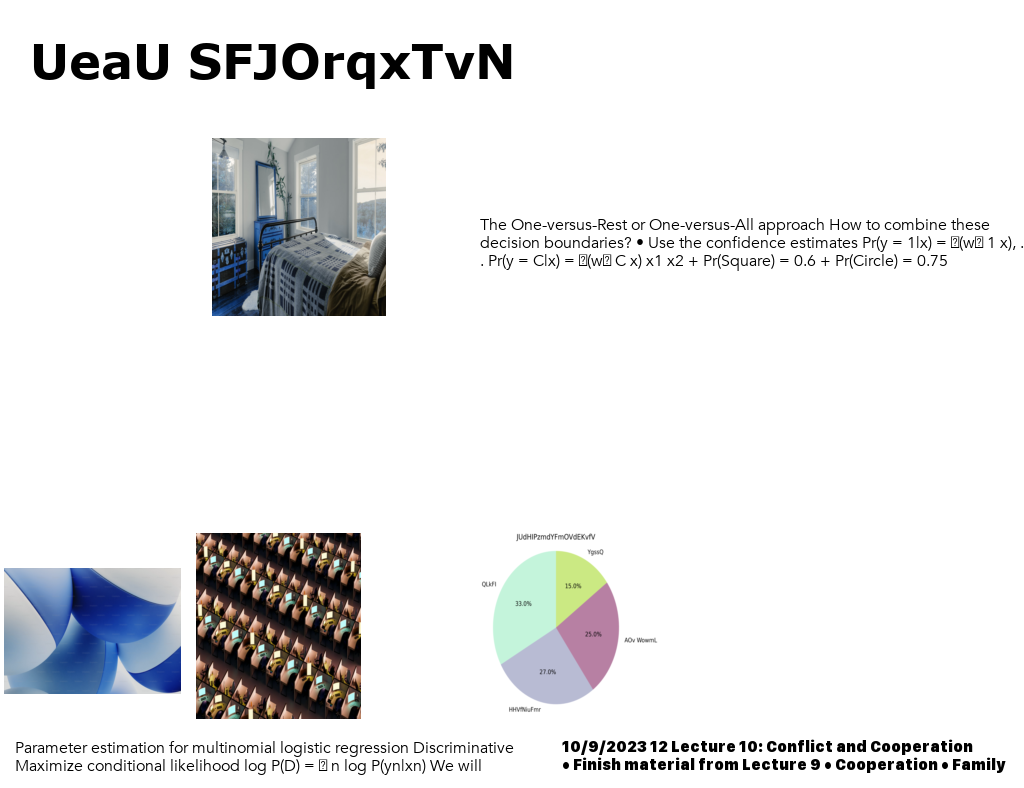 UeaU SFJOrqxTvN
The One-versus-Rest or One-versus-All approach How to combine these
decision boundaries? • Use the confidence estimates Pr(y = 1|x) = (w 1 x), .
. Pr(y = C|x) = (w C x) x1 x2 + Pr(Square) = 0.6 + Pr(Circle) = 0.75
JUdHIPzmdYFmOVdEKvfV
YgssQ
QLkFl
15.0%
33.0%
25.0%
AOv WowmL
27.0%
HHVfNiuFmr
Parameter estimation for multinomial logistic regression Discriminative
Maximize conditional likelihood log P(D) = n log P(yn|xn) We will
10/9/2023 12 Lecture 10: Conflict and Cooperation
• Finish material from Lecture 9 • Cooperation • Family